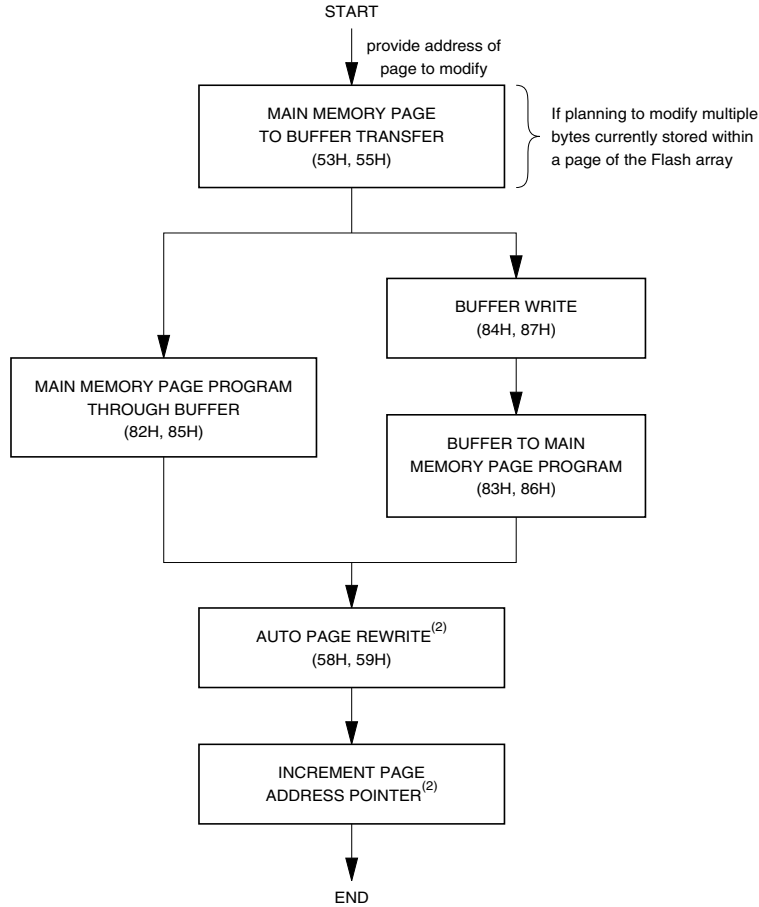 START
provide address of
page to modify
MAIN MEMORY PAGE
TO BUFFER TRANSFER
(53H, 55H)
If planning to modify multiple
bytes currently stored within
a page of the Flash array
BUFFER WRITE
(84H, 87H)
MAIN MEMORY PAGE PROGRAM
THROUGH BUFFER
(82H, 85H)
BUFFER TO MAIN
MEMORY PAGE PROGRAM
(83H, 86H)
AUTO PAGE REWRITE(2)
(58H, 59H)
INCREMENT PAGE
ADDRESS POINTER(2)
END